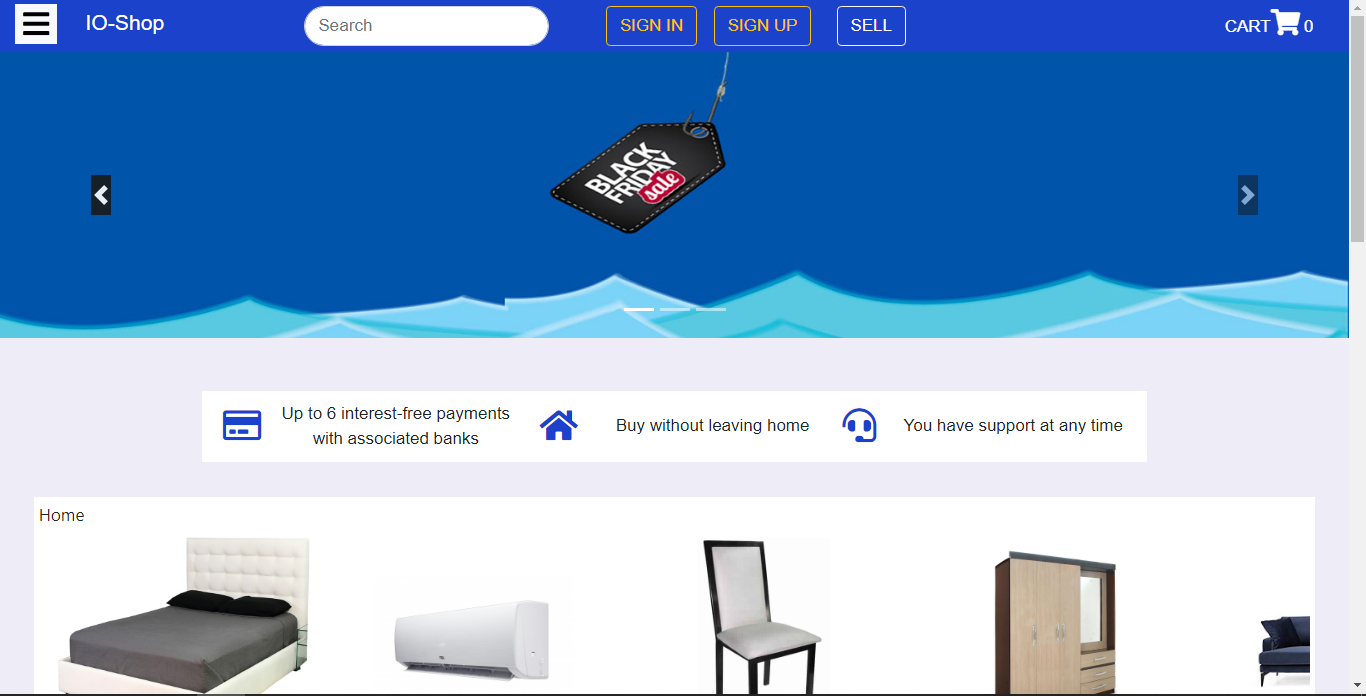 IO-Shop
Search
SIGN IN
SIGN UP
SELL
CART 0
BLACK
FRIDAY
sale
Up to 6 interest-free payments
with associated banks
Buy without leaving home
You have support at any time
Home